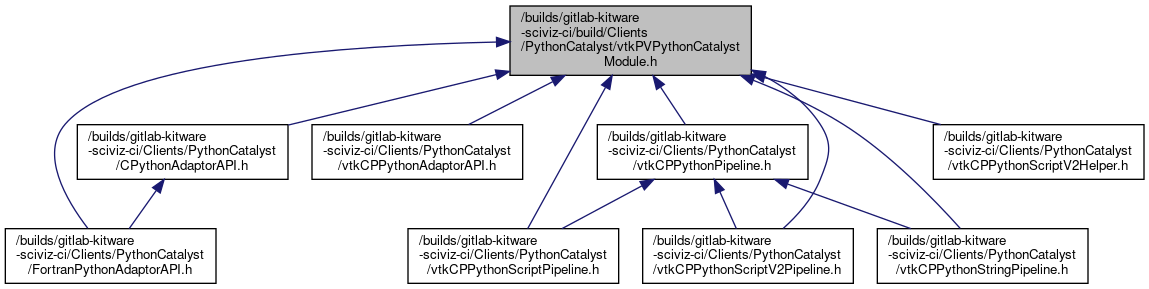 /builds/gitlab-kitware
-sciviz-ci/build/Clients
/PythonCatalyst/vtkPVPythonCatalyst
Module.h
/builds/gitlab-kitware
-sciviz-ci/Clients/PythonCatalyst
/CPythonAdaptorAPI.h
/builds/gitlab-kitware
-sciviz-ci/Clients/PythonCatalyst
/vtkCPPythonAdaptorAPI.h
/builds/gitlab-kitware
-sciviz-ci/Clients/PythonCatalyst
/vtkCPPythonPipeline.h
/builds/gitlab-kitware
-sciviz-ci/Clients/PythonCatalyst
/vtkCPPythonScriptV2Helper.h
/builds/gitlab-kitware
-sciviz-ci/Clients/PythonCatalyst
/FortranPythonAdaptorAPI.h
/builds/gitlab-kitware
-sciviz-ci/Clients/PythonCatalyst
/vtkCPPythonScriptPipeline.h
/builds/gitlab-kitware
-sciviz-ci/Clients/PythonCatalyst
/vtkCPPythonScriptV2Pipeline.h
/builds/gitlab-kitware
-sciviz-ci/Clients/PythonCatalyst
/vtkCPPythonStringPipeline.h